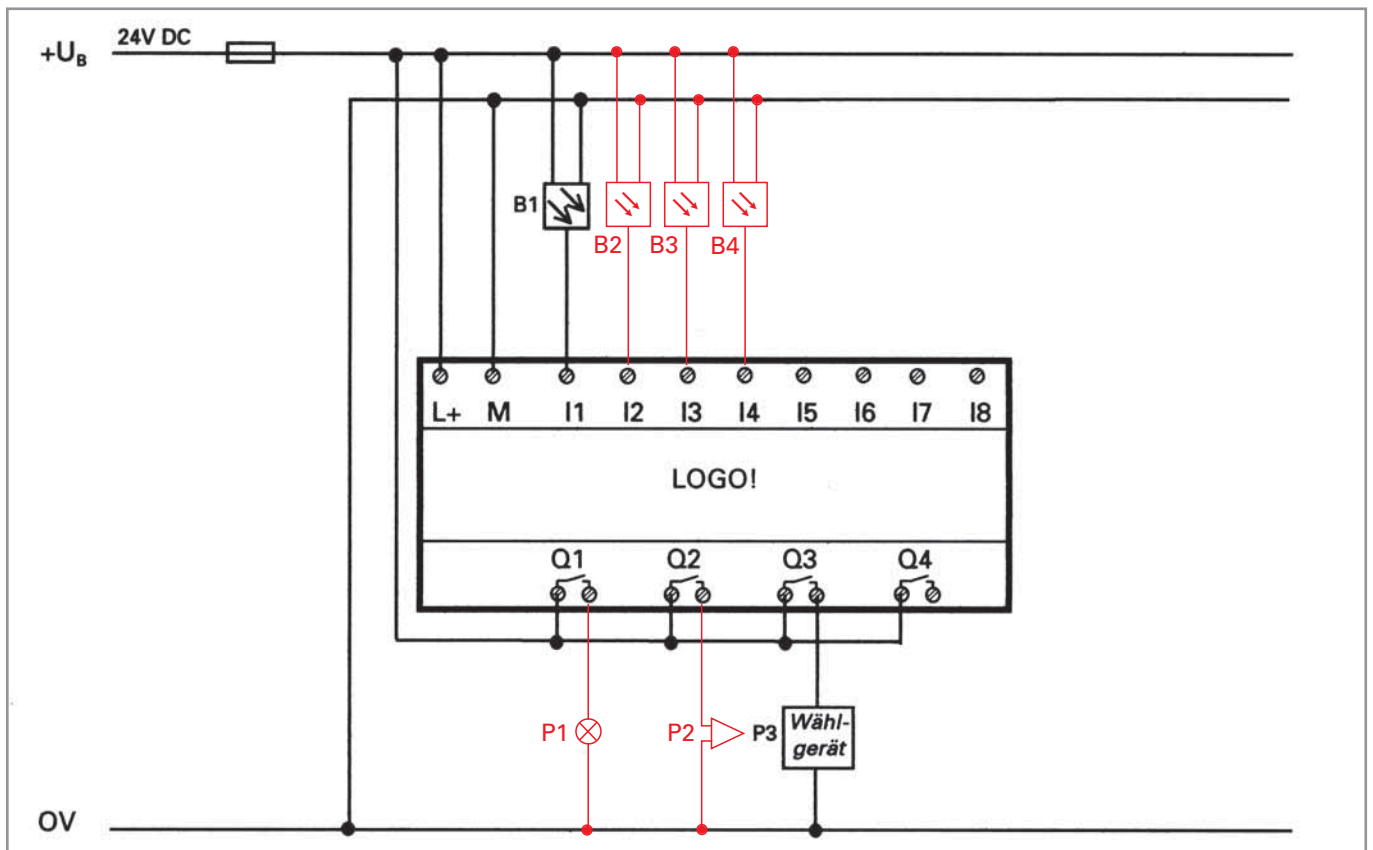 24V DC
+UB
B1
B2 B3 B4
L+ M I1 I2 I3 I4 I5 I6 I7 I8
LOGO!
Q1 Q2 Q3 Q4
P1 P2 P3 Wähl-
gerät
0V